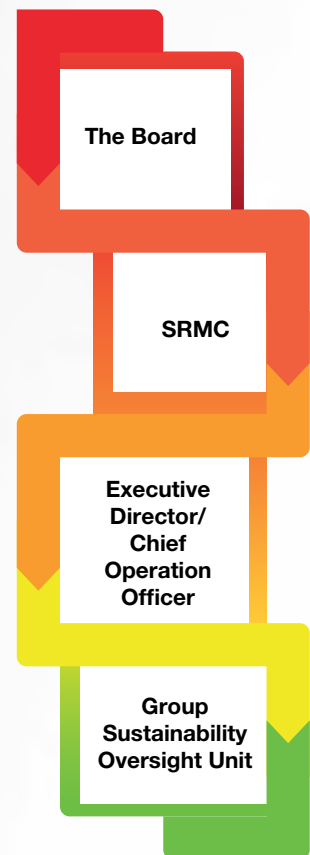 The Board
SRMC
Executive
Director/
Chief
Operation
Officer
Group
Sustainability
Oversight Unit